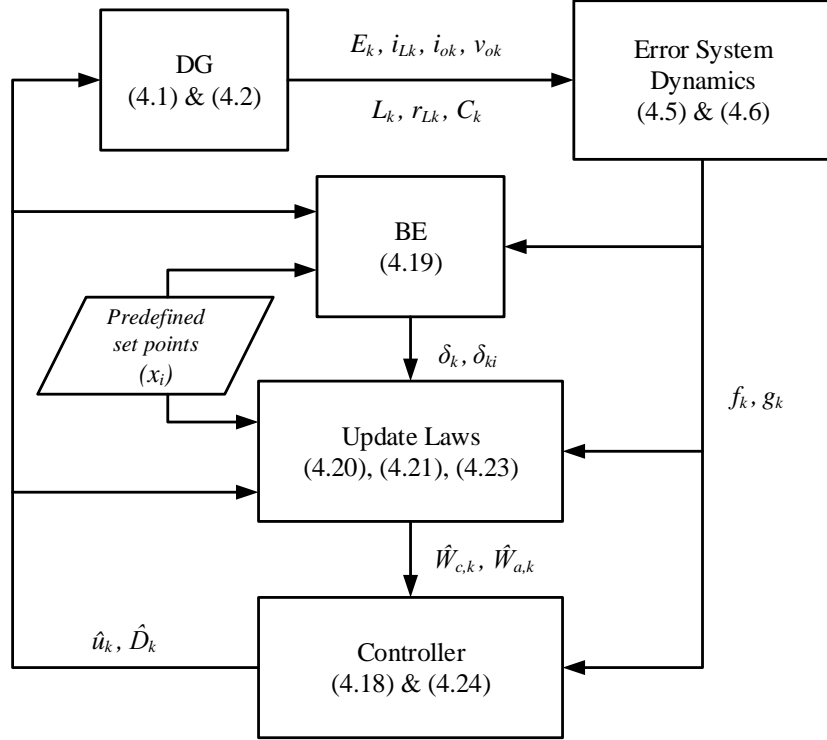 DG
(4.1) & (4.2)
E_k, i_Lk, i_ok, v_ok
L_k, r_Lk, C_k
Error System
Dynamics
(4.5) & (4.6)
BE
(4.19)
Predefined
set points
(x_i)
δ_k, δ_ki
f_k, g_k
Update Laws
(4.20), (4.21), (4.23)
Ŵ_c,k, Ŵ_a,k
û_k, D̂_k
Controller
(4.18) & (4.24)